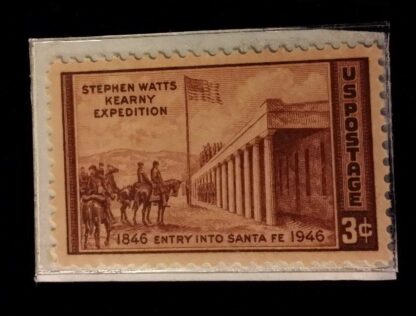 STEPHEN WATTS
KEARNY
EXPEDITION
US POSTAGE
1846 ENTRY INTO SANTA FE 1946
3¢